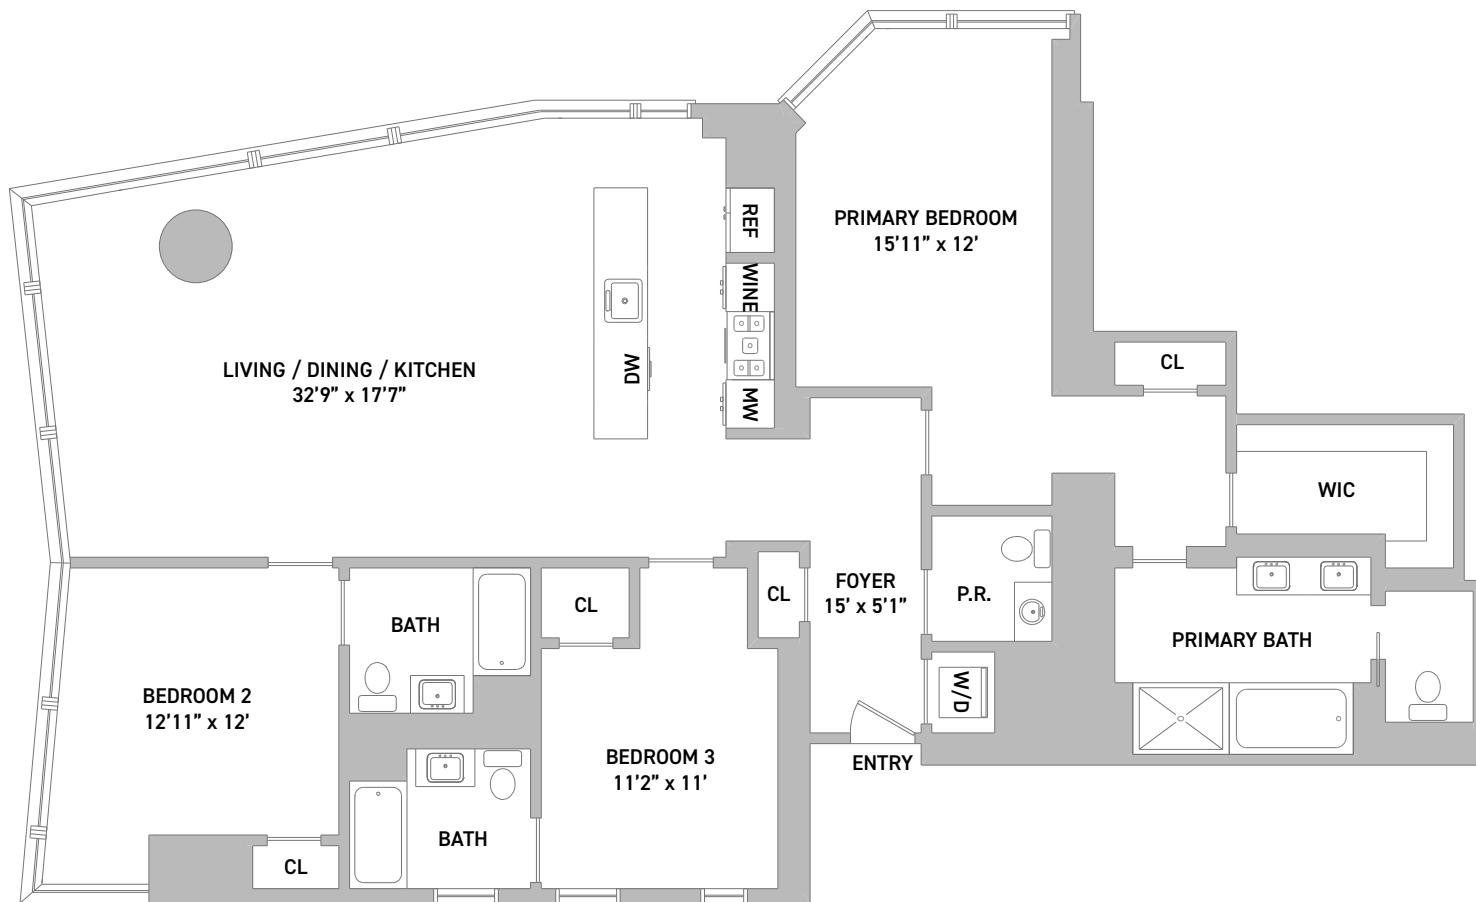 PRIMARY BEDROOM
15'11" x 12'
REF
WINE
MW
DW
LIVING / DINING / KITCHEN
32'9" x 17'7"
CL
WIC
FOYER
15' x 5'1"
P.R.
CL
CL
BATH
PRIMARY BATH
BEDROOM 2
12'11" x 12'
W/D
BEDROOM 3
11'2" x 11'
ENTRY
BATH
CL